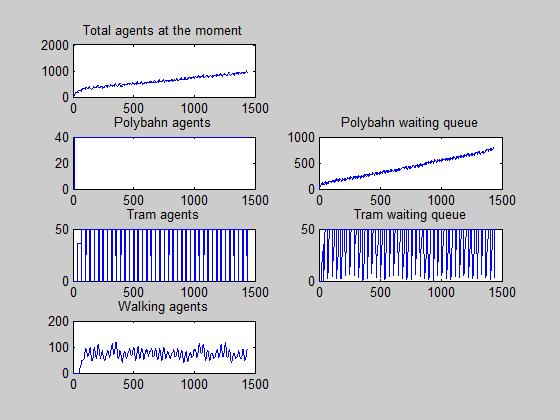 Total agents at the moment
2000
1000
0
0 500 1000 1500
Polybahn agents Polybahn waiting queue
40 1000
20 500
0 0
0 500 1000 1500 0 500 1000 1500
Tram agents Tram waiting queue
50 50
0 0
0 500 1000 1500 0 500 1000 1500
Walking agents
200
100
0
0 500 1000 1500